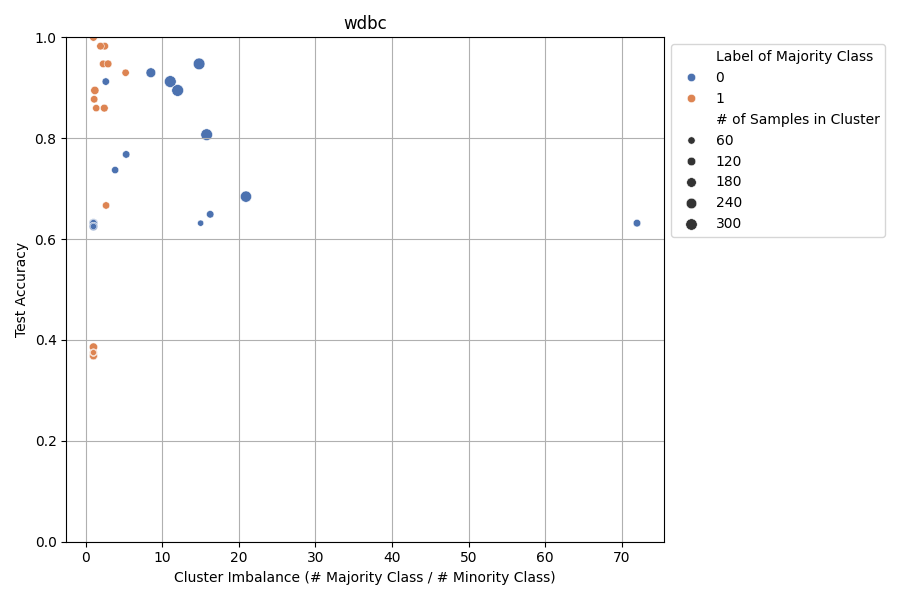 wdbc
1.0
0.8
0.6
0.4
0.2
0.0
Test Accuracy
0 10 20 30 40 50 60 70
Cluster Imbalance (# Majority Class / # Minority Class)
Label of Majority Class
0
1
# of Samples in Cluster
60
120
180
240
300